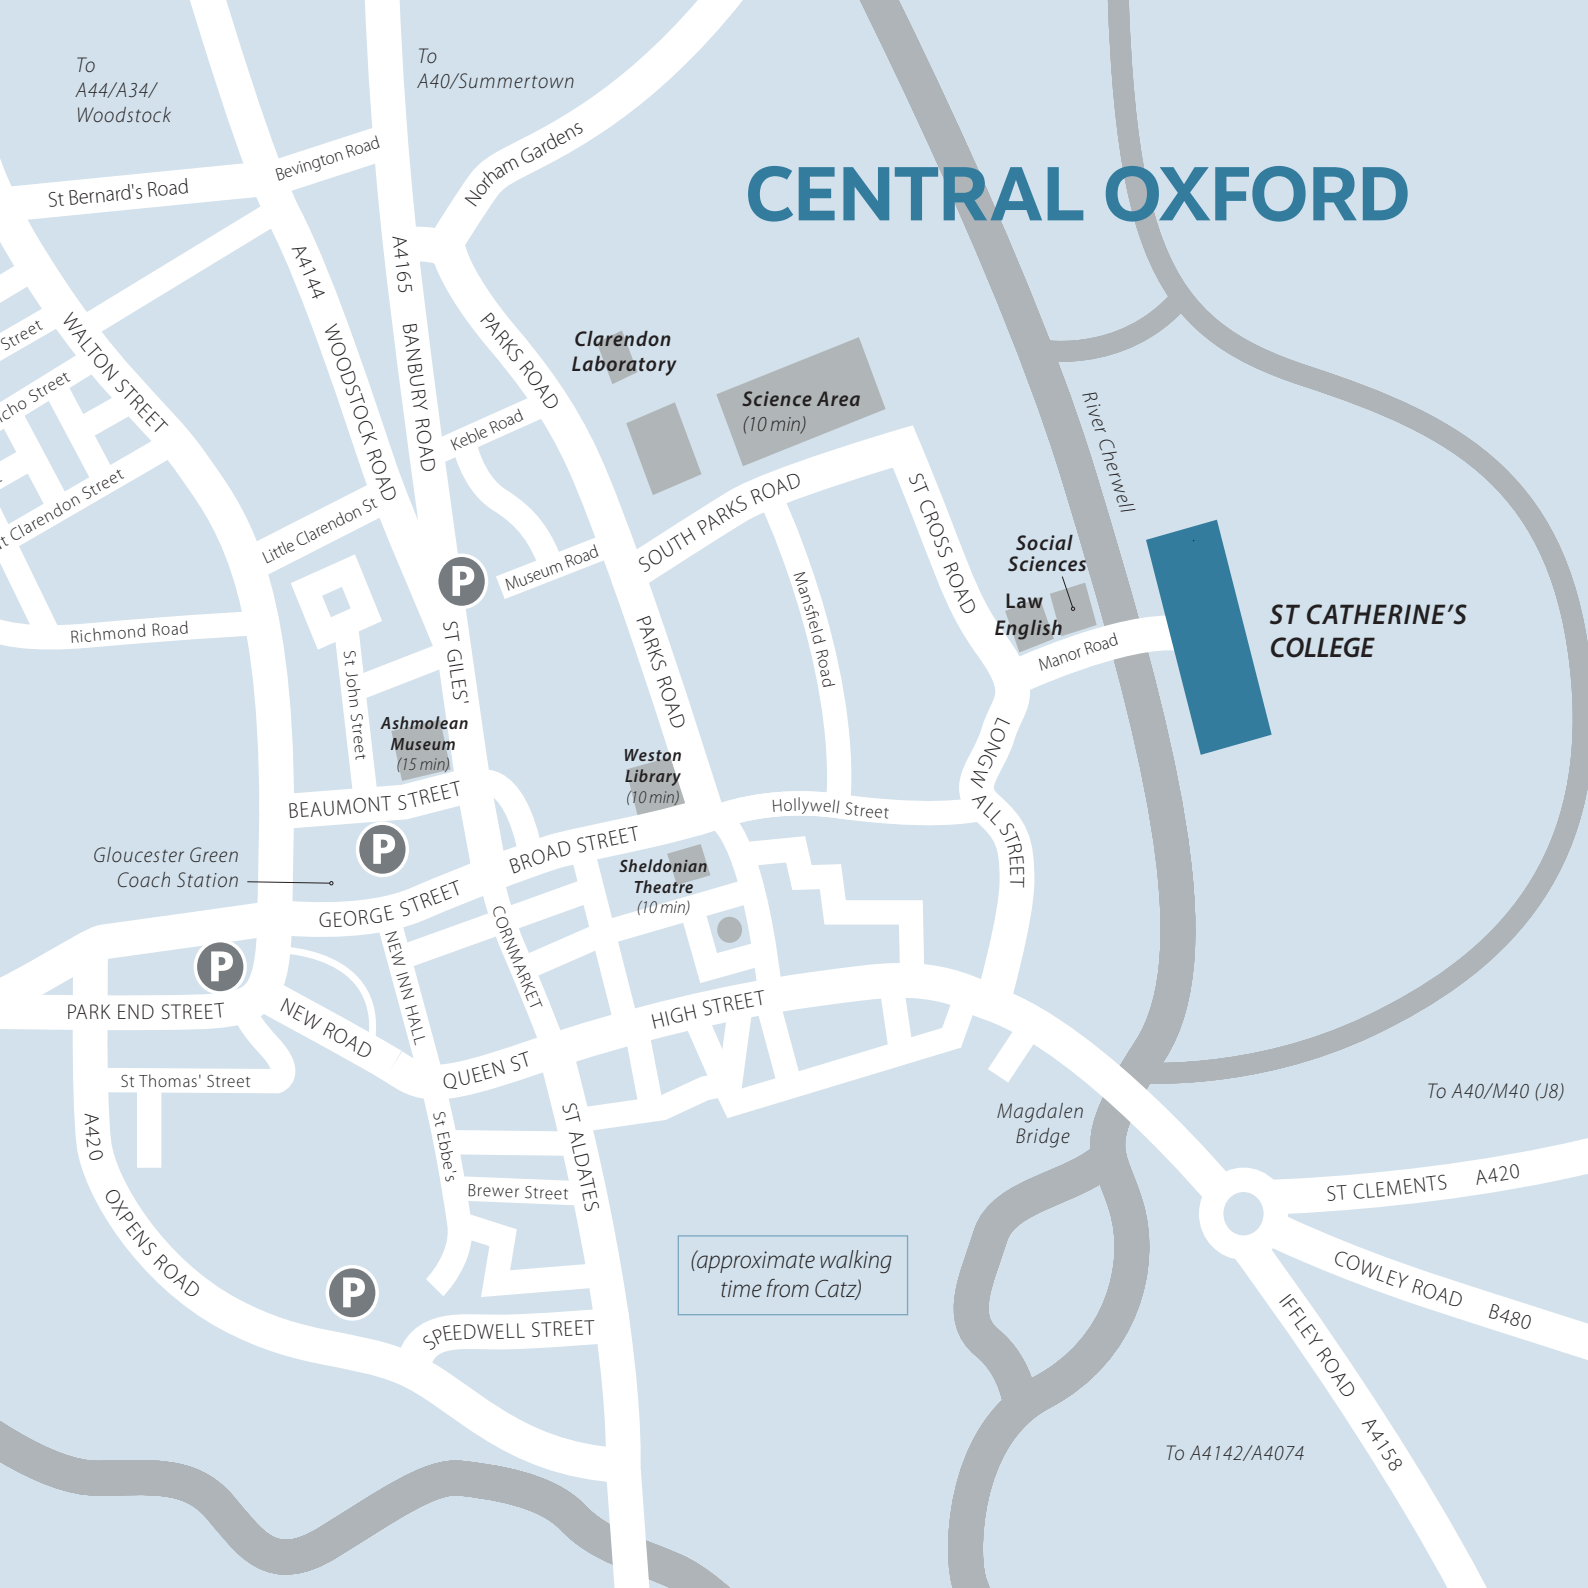 To
A44/A34/
Woodstock
To
A40/Summertown
CENTRAL OXFORD
Norham Gardens
Bevington Road
St Bernard's Road
A4144
WOODSTOCK ROAD
A4165
BANBURY ROAD
PARKS ROAD
WALTON STREET
Street
cho Street
t Clarendon Street
Keble Road
Little Clarendon St
Museum Road
Clarendon
Laboratory
Science Area
(10 min)
SOUTH PARKS ROAD
ST CROSS ROAD
River Cherwell
Social
Sciences
Law
English
Manor Road
ST CATHERINE’S
COLLEGE
Mansfield Road
PARKS ROAD
Richmond Road
P
ST GILES'
St John Street
Ashmolean
Museum
(15 min)
Weston
Library
(10 min)
LONGWALL STREET
BEAUMONT STREET
Hollywell Street
P
BROAD STREET
Gloucester Green
Coach Station
Sheldonian
Theatre
(10 min)
GEORGE STREET
CORNMARKET
NEW INN HALL
P
PARK END STREET
NEW ROAD
HIGH STREET
QUEEN ST
St Thomas' Street
A420
OXPENS ROAD
St Ebbe's
ST ALDATES
Brewer Street
Magdalen
Bridge
To A40/M40 (J8)
ST CLEMENTS
A420
COWLEY ROAD
B480
IFFLEY ROAD
A4158
(approximate walking
time from Catz)
P
SPEEDWELL STREET
To A4142/A4074